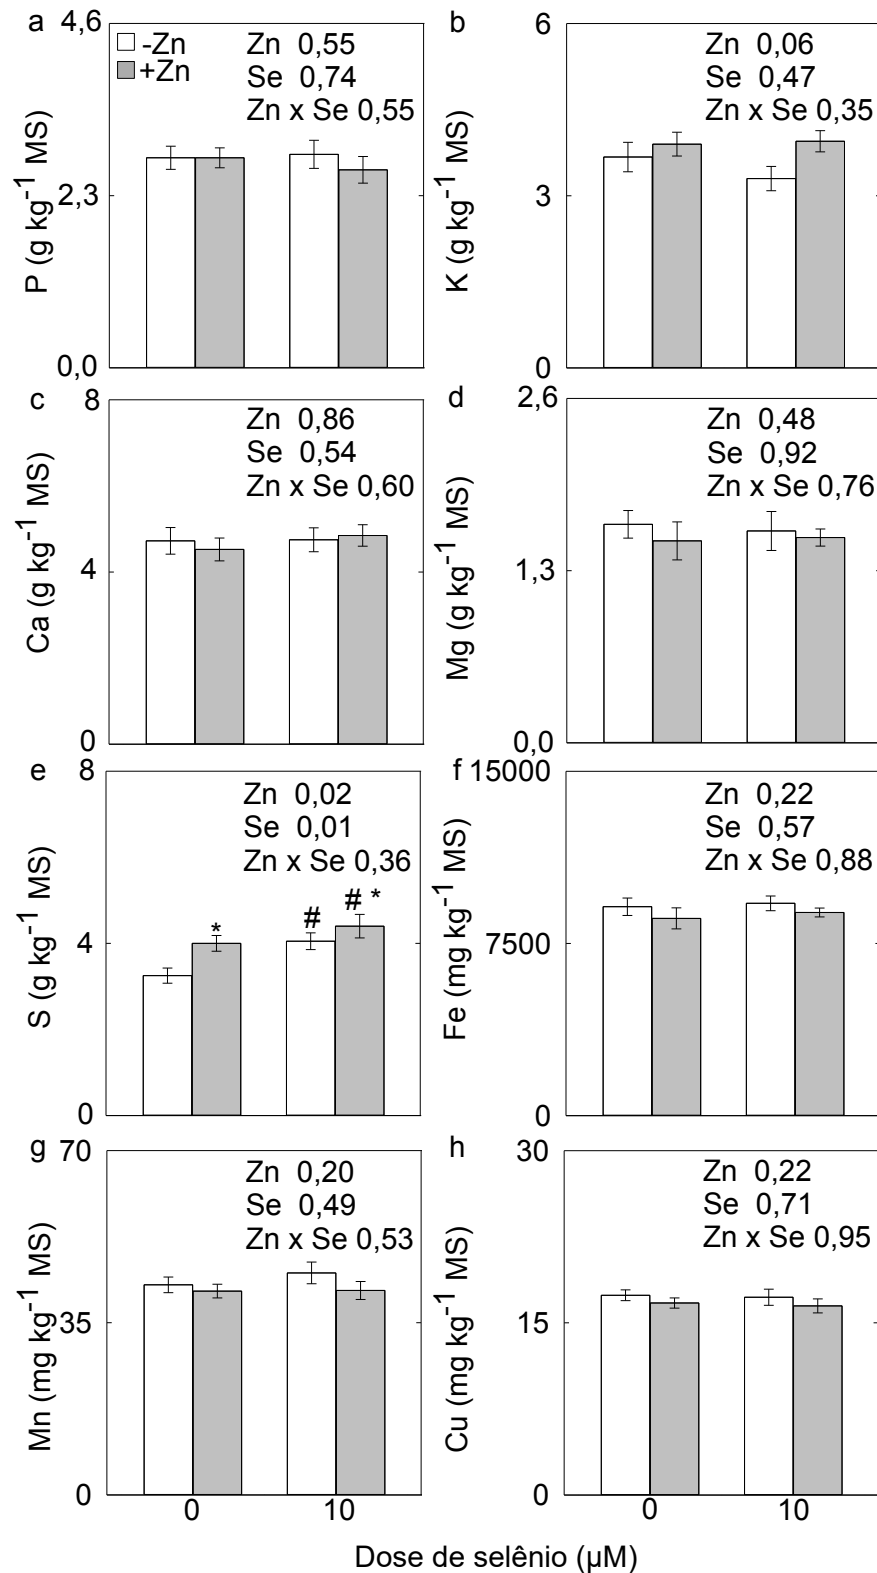 a
4,6
-Zn
+Zn
Zn 0,55
Se 0,74
Zn x Se 0,55
P (g kg⁻¹ MS)
2,3
0,0
b
6
Zn 0,06
Se 0,47
Zn x Se 0,35
K (g kg⁻¹ MS)
3
0
c
8
Zn 0,86
Se 0,54
Zn x Se 0,60
Ca (g kg⁻¹ MS)
4
0
d
2,6
Zn 0,48
Se 0,92
Zn x Se 0,76
Mg (g kg⁻¹ MS)
1,3
0,0
e
8
Zn 0,02
Se 0,01
Zn x Se 0,36
S (g kg⁻¹ MS)
*
#
# *
4
0
f
15000
Zn 0,22
Se 0,57
Zn x Se 0,88
Fe (mg kg⁻¹ MS)
7500
0
g
70
Zn 0,20
Se 0,49
Zn x Se 0,53
Mn (mg kg⁻¹ MS)
35
0
0 10
h
30
Zn 0,22
Se 0,71
Zn x Se 0,95
Cu (mg kg⁻¹ MS)
15
0
0 10
Dose de selênio (µM)